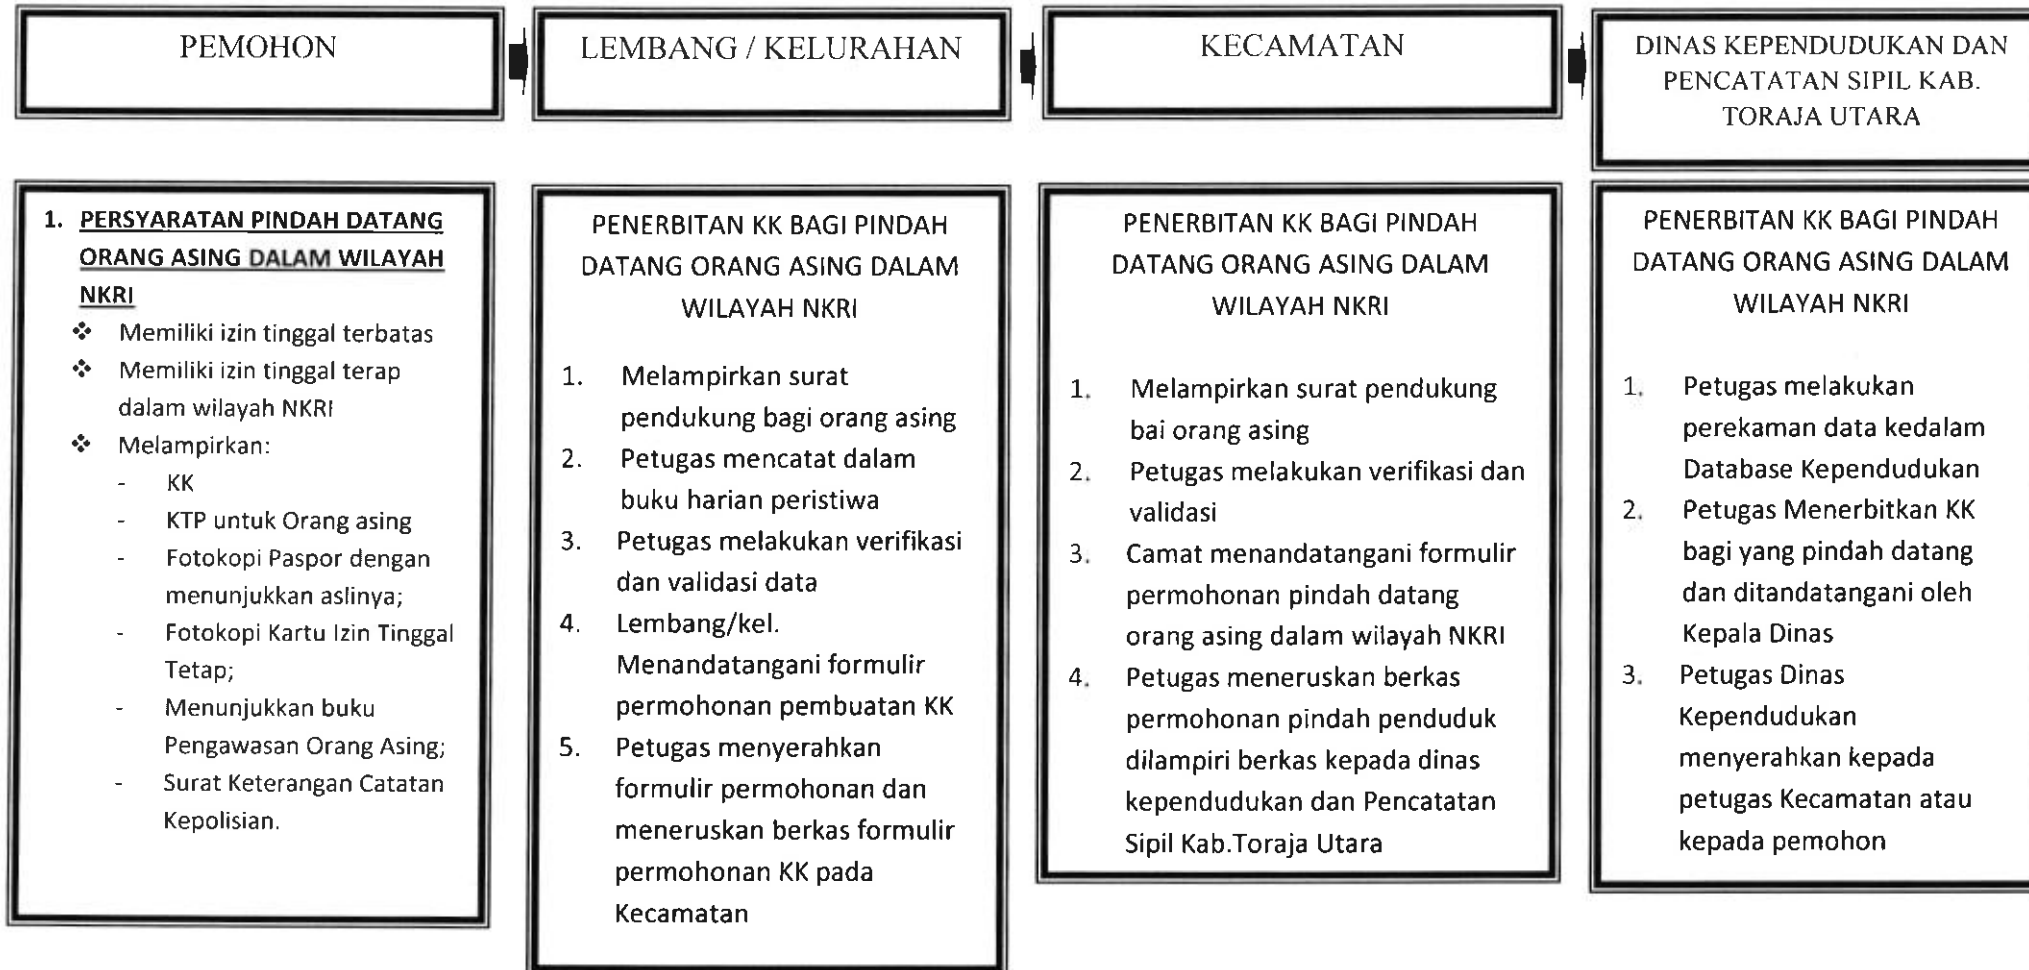 PEMOHON
LEMBANG / KELURAHAN
KECAMATAN
DINAS KEPENDUDUKAN DAN
PENCATATAN SIPIL KAB.
TORAJA UTARA
1. PERSYARATAN PINDAH DATANG
ORANG ASING DALAM WILAYAH
NKRI
❖ Memiliki izin tinggal terbatas
❖ Memiliki izin tinggal terap
dalam wilayah NKRI
❖ Melampirkan:
- KK
- KTP untuk Orang asing
- Fotokopi Paspor dengan
menunjukkan aslinya;
- Fotokopi Kartu Izin Tinggal
Tetap;
- Menunjukkan buku
Pengawasan Orang Asing;
- Surat Keterangan Catatan
Kepolisian.
PENERBITAN KK BAGI PINDAH
DATANG ORANG ASING DALAM
WILAYAH NKRI
1. Melampirkan surat
pendukung bagi orang asing
2. Petugas mencatat dalam
buku harian peristiwa
3. Petugas melakukan verifikasi
dan validasi data
4. Lembang/kel.
Menandatangani formulir
permohonan pembuatan KK
5. Petugas menyerahkan
formulir permohonan dan
meneruskan berkas formulir
permohonan KK pada
Kecamatan
PENERBITAN KK BAGI PINDAH
DATANG ORANG ASING DALAM
WILAYAH NKRI
1. Melampirkan surat pendukung
bai orang asing
2. Petugas melakukan verifikasi dan
validasi
3. Camat menandatangani formulir
permohonan pindah datang
orang asing dalam wilayah NKRI
4. Petugas meneruskan berkas
permohonan pindah penduduk
dilampiri berkas kepada dinas
kependudukan dan Pencatatan
Sipil Kab.Toraja Utara
PENERBITAN KK BAGI PINDAH
DATANG ORANG ASING DALAM
WILAYAH NKRI
1. Petugas melakukan
perekaman data kedalam
Database Kependudukan
2. Petugas Menerbitkan KK
bagi yang pindah datang
dan ditandatangani oleh
Kepala Dinas
3. Petugas Dinas
Kependudukan
menyerahkan kepada
petugas Kecamatan atau
kepada pemohon